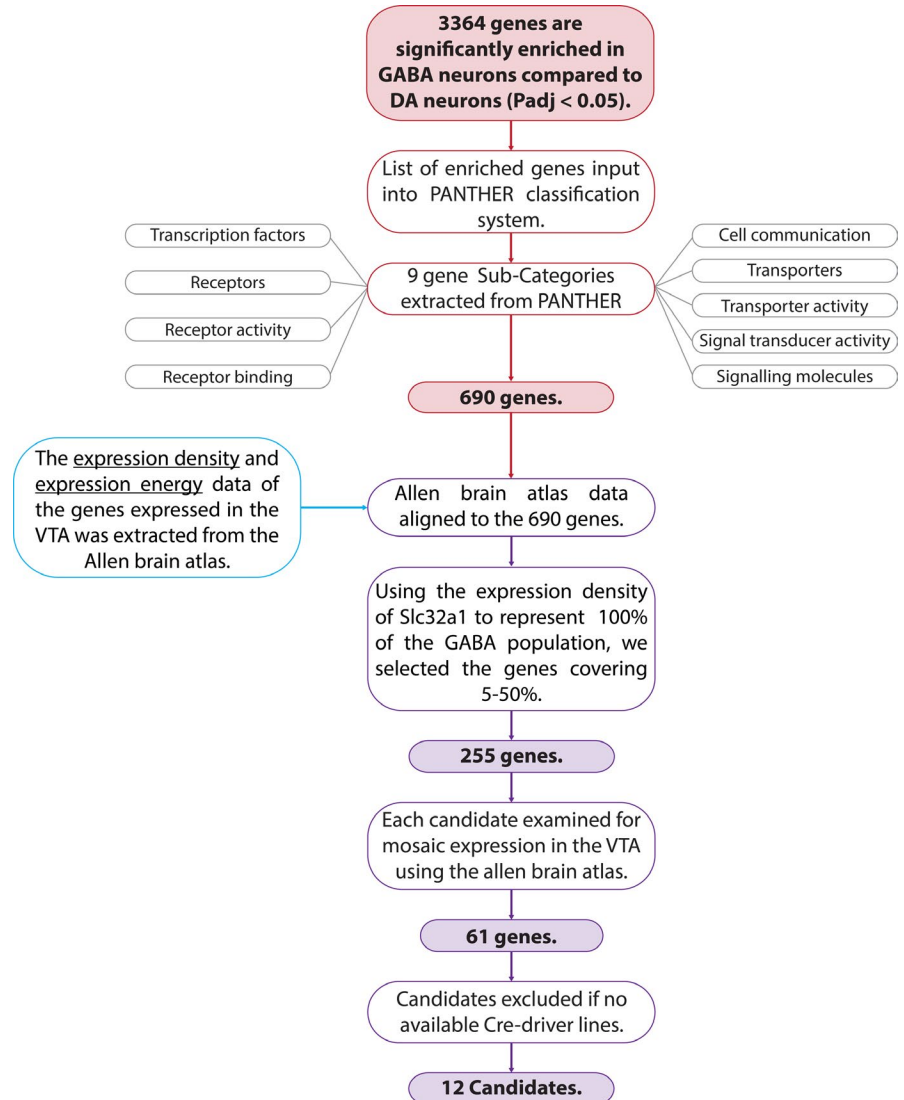 3364 genes are
significantly enriched in
GABA neurons compared to
DA neurons (Padj < 0.05).
List of enriched genes input
into PANTHER classification
system.
Transcription factors
Receptors
Receptor activity
Receptor binding
9 gene Sub-Categories
extracted from PANTHER
Cell communication
Transporters
Transporter activity
Signal transducer activity
Signalling molecules
690 genes.
The expression density and
expression energy data of
the genes expressed in the
VTA was extracted from the
Allen brain atlas.
Allen brain atlas data
aligned to the 690 genes.
Using the expression density
of Slc32a1 to represent 100%
of the GABA population, we
selected the genes covering
5-50%.
255 genes.
Each candidate examined for
mosaic expression in the VTA
using the allen brain atlas.
61 genes.
Candidates excluded if no
available Cre-driver lines.
12 Candidates.